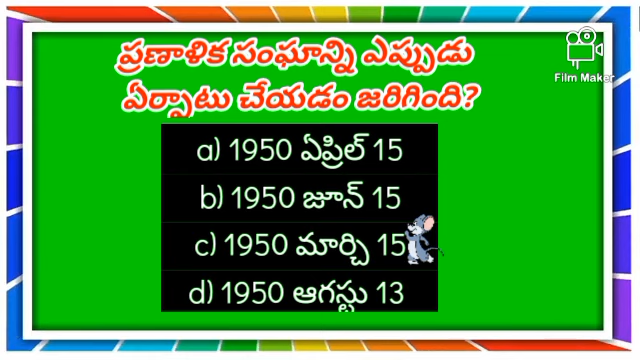 ప్రణాళిక సంఘాన్ని ఎప్పుడు
ఏర్పాటు చేయడం జరిగింది?
Film Maker
a) 1950 ఏప్రిల్ 15
b) 1950 జూన్ 15
c) 1950 మార్చి 15
d) 1950 ఆగస్టు 13